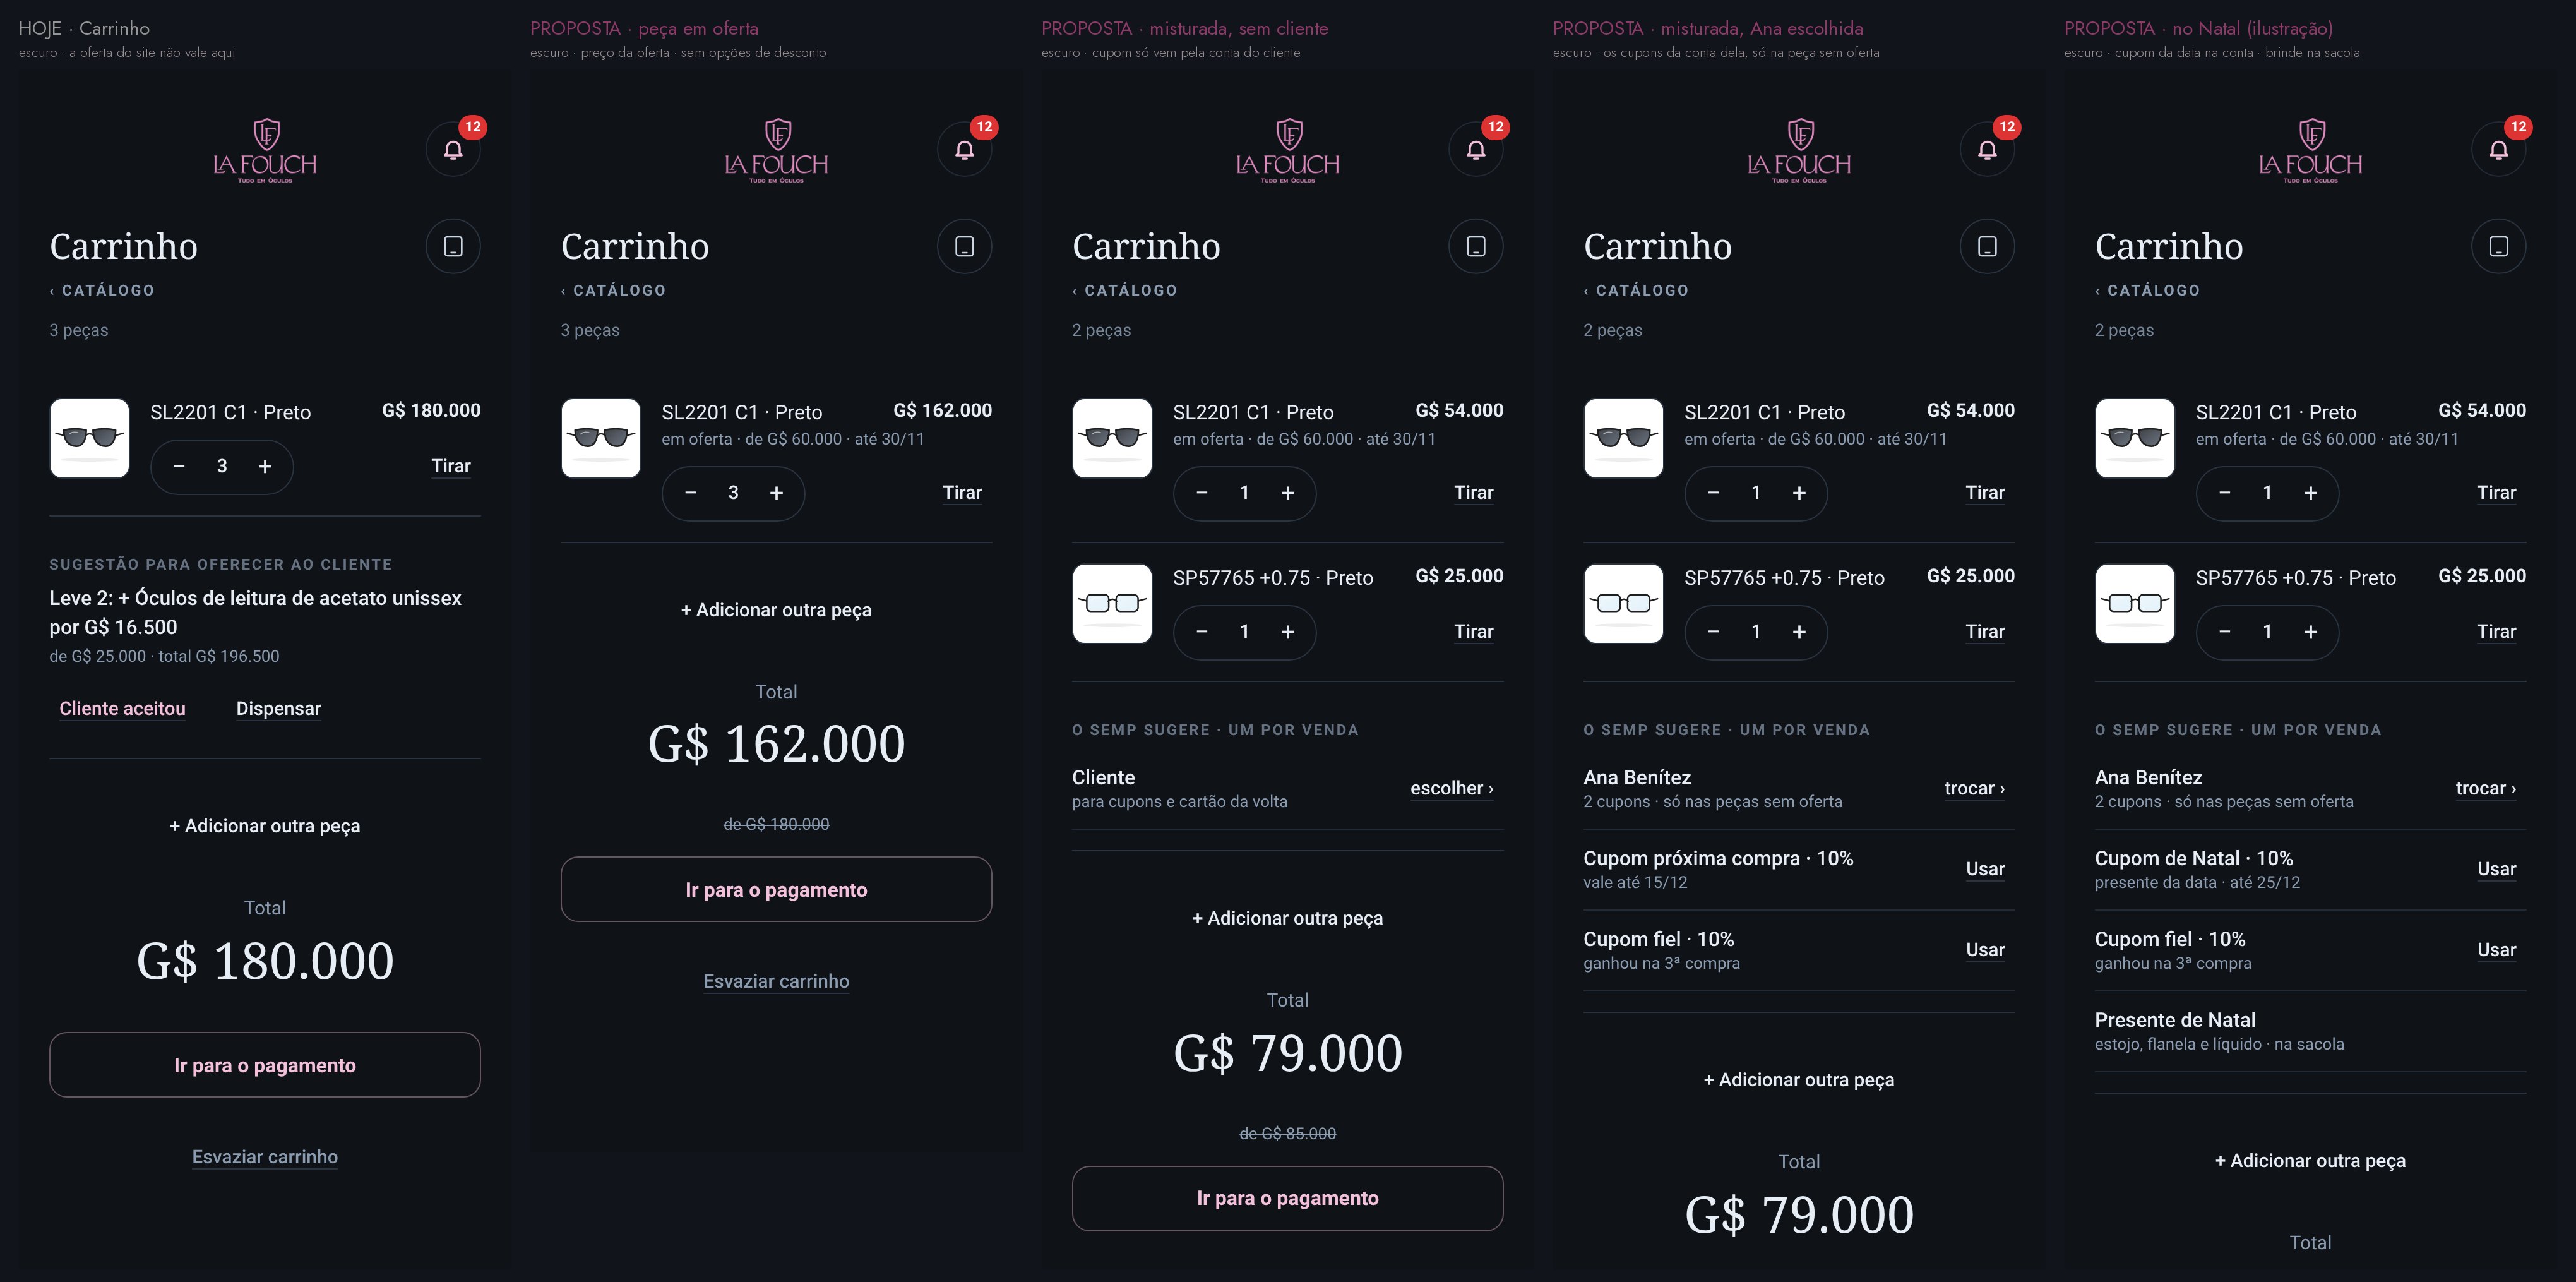 HOJE · Carrinho
escuro · a oferta do site não vale aqui
LF
LA FOUCH
TUDO EM ÓCULOS
12
Carrinho
‹ CATÁLOGO
3 peças
SL2201 C1 · Preto
G$ 180.000
− 3 +
Tirar
SUGESTÃO PARA OFERECER AO CLIENTE
Leve 2: + Óculos de leitura de acetato unissex
por G$ 16.500
de G$ 25.000 · total G$ 196.500
Cliente aceitou
Dispensar
+ Adicionar outra peça
Total
G$ 180.000
Ir para o pagamento
Esvaziar carrinho
PROPOSTA · peça em oferta
escuro · preço da oferta · sem opções de desconto
LF
LA FOUCH
TUDO EM ÓCULOS
12
Carrinho
‹ CATÁLOGO
3 peças
SL2201 C1 · Preto
G$ 162.000
em oferta · de G$ 60.000 · até 30/11
− 3 +
Tirar
+ Adicionar outra peça
Total
G$ 162.000
de G$ 180.000
Ir para o pagamento
Esvaziar carrinho
PROPOSTA · misturada, sem cliente
escuro · cupom só vem pela conta do cliente
LF
LA FOUCH
TUDO EM ÓCULOS
12
Carrinho
‹ CATÁLOGO
2 peças
SL2201 C1 · Preto
G$ 54.000
em oferta · de G$ 60.000 · até 30/11
− 1 +
Tirar
SP57765 +0.75 · Preto
G$ 25.000
− 1 +
Tirar
O SEMP SUGERE · UM POR VENDA
Cliente
para cupons e cartão da volta
escolher ›
+ Adicionar outra peça
Total
G$ 79.000
de G$ 85.000
Ir para o pagamento
PROPOSTA · misturada, Ana escolhida
escuro · os cupons da conta dela, só na peça sem oferta
LF
LA FOUCH
TUDO EM ÓCULOS
12
Carrinho
‹ CATÁLOGO
2 peças
SL2201 C1 · Preto
G$ 54.000
em oferta · de G$ 60.000 · até 30/11
− 1 +
Tirar
SP57765 +0.75 · Preto
G$ 25.000
− 1 +
Tirar
O SEMP SUGERE · UM POR VENDA
Ana Benítez
2 cupons · só nas peças sem oferta
trocar ›
Cupom próxima compra · 10%
vale até 15/12
Usar
Cupom fiel · 10%
ganhou na 3ª compra
Usar
+ Adicionar outra peça
Total
G$ 79.000
PROPOSTA · no Natal (ilustração)
escuro · cupom da data na conta · brinde na sacola
LF
LA FOUCH
TUDO EM ÓCULOS
12
Carrinho
‹ CATÁLOGO
2 peças
SL2201 C1 · Preto
G$ 54.000
em oferta · de G$ 60.000 · até 30/11
− 1 +
Tirar
SP57765 +0.75 · Preto
G$ 25.000
− 1 +
Tirar
O SEMP SUGERE · UM POR VENDA
Ana Benítez
2 cupons · só nas peças sem oferta
trocar ›
Cupom de Natal · 10%
presente da data · até 25/12
Usar
Cupom fiel · 10%
ganhou na 3ª compra
Usar
Presente de Natal
estojo, flanela e líquido · na sacola
+ Adicionar outra peça
Total